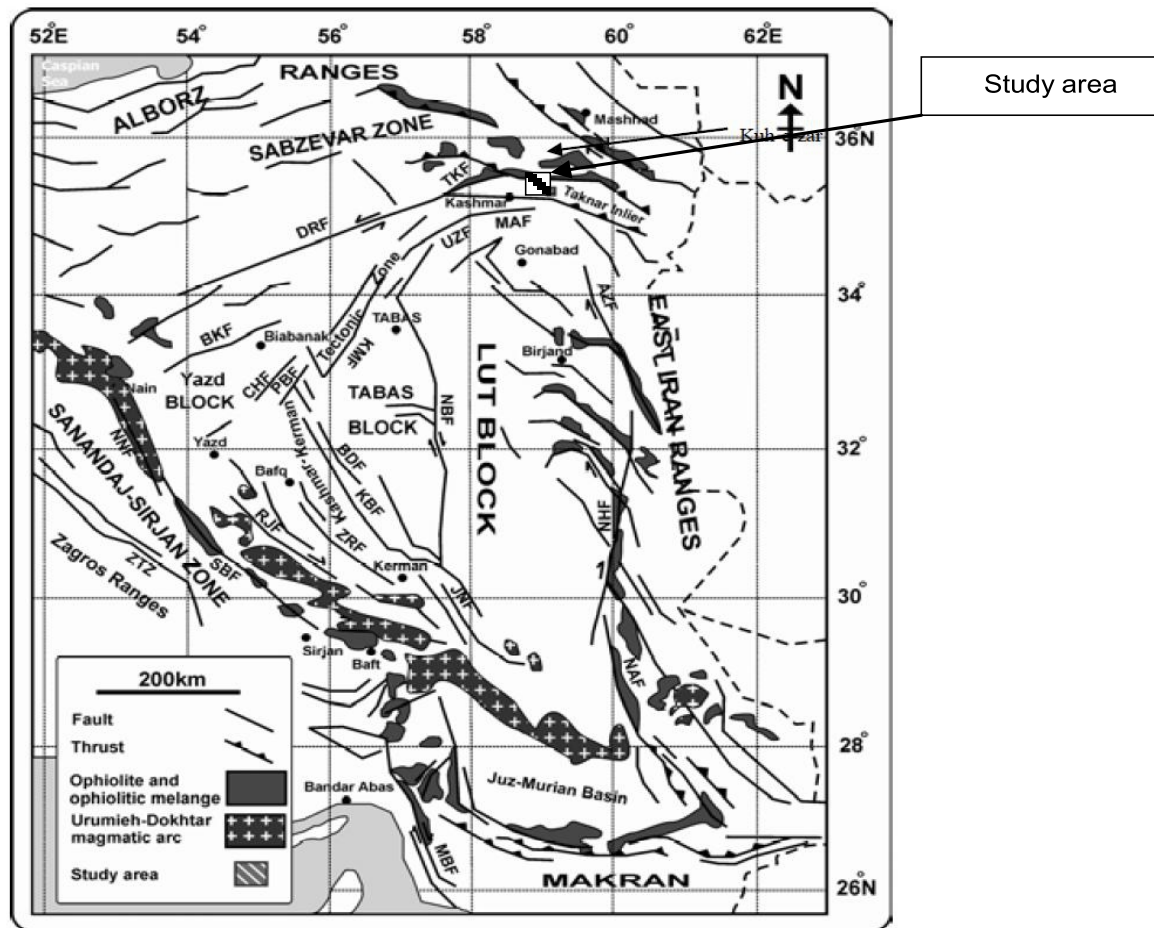 52E 54° 56° 58° 60° 62°E
Caspian
Sea
RANGES
ALBORZ
N
Study area
Mashhad
SABZEVAR ZONE
36N
TKF
Kashmar
Taknar Inlier
DRF
MAF
UZF
Gonabad
Zone
34°
AZF
TABAS
EAST IRAN RANGES
BKF
Biabanak
Tectonic
KMF
Birjand
Nain
Yazd
BLOCK
CHF
PBF
TABAS
BLOCK
NBF
LUT BLOCK
SANANDAJ-SIRJAN ZONE
NNF
Kashmar-Kerman
BDF
32°
Yazd
Bafq
KBF
RJF
NHF
ZRF
ZTZ
Zagros Ranges
SBF
Kerman
JNF
30°
Sirjan
Baft
NAF
200km
Fault
Thrust
28°
Ophiolite and
ophiolitic melange
Juz-Murian Basin
Bandar Abas
Urumieh-Dokhtar
magmatic arc
MBF
Study area
MAKRAN
26N